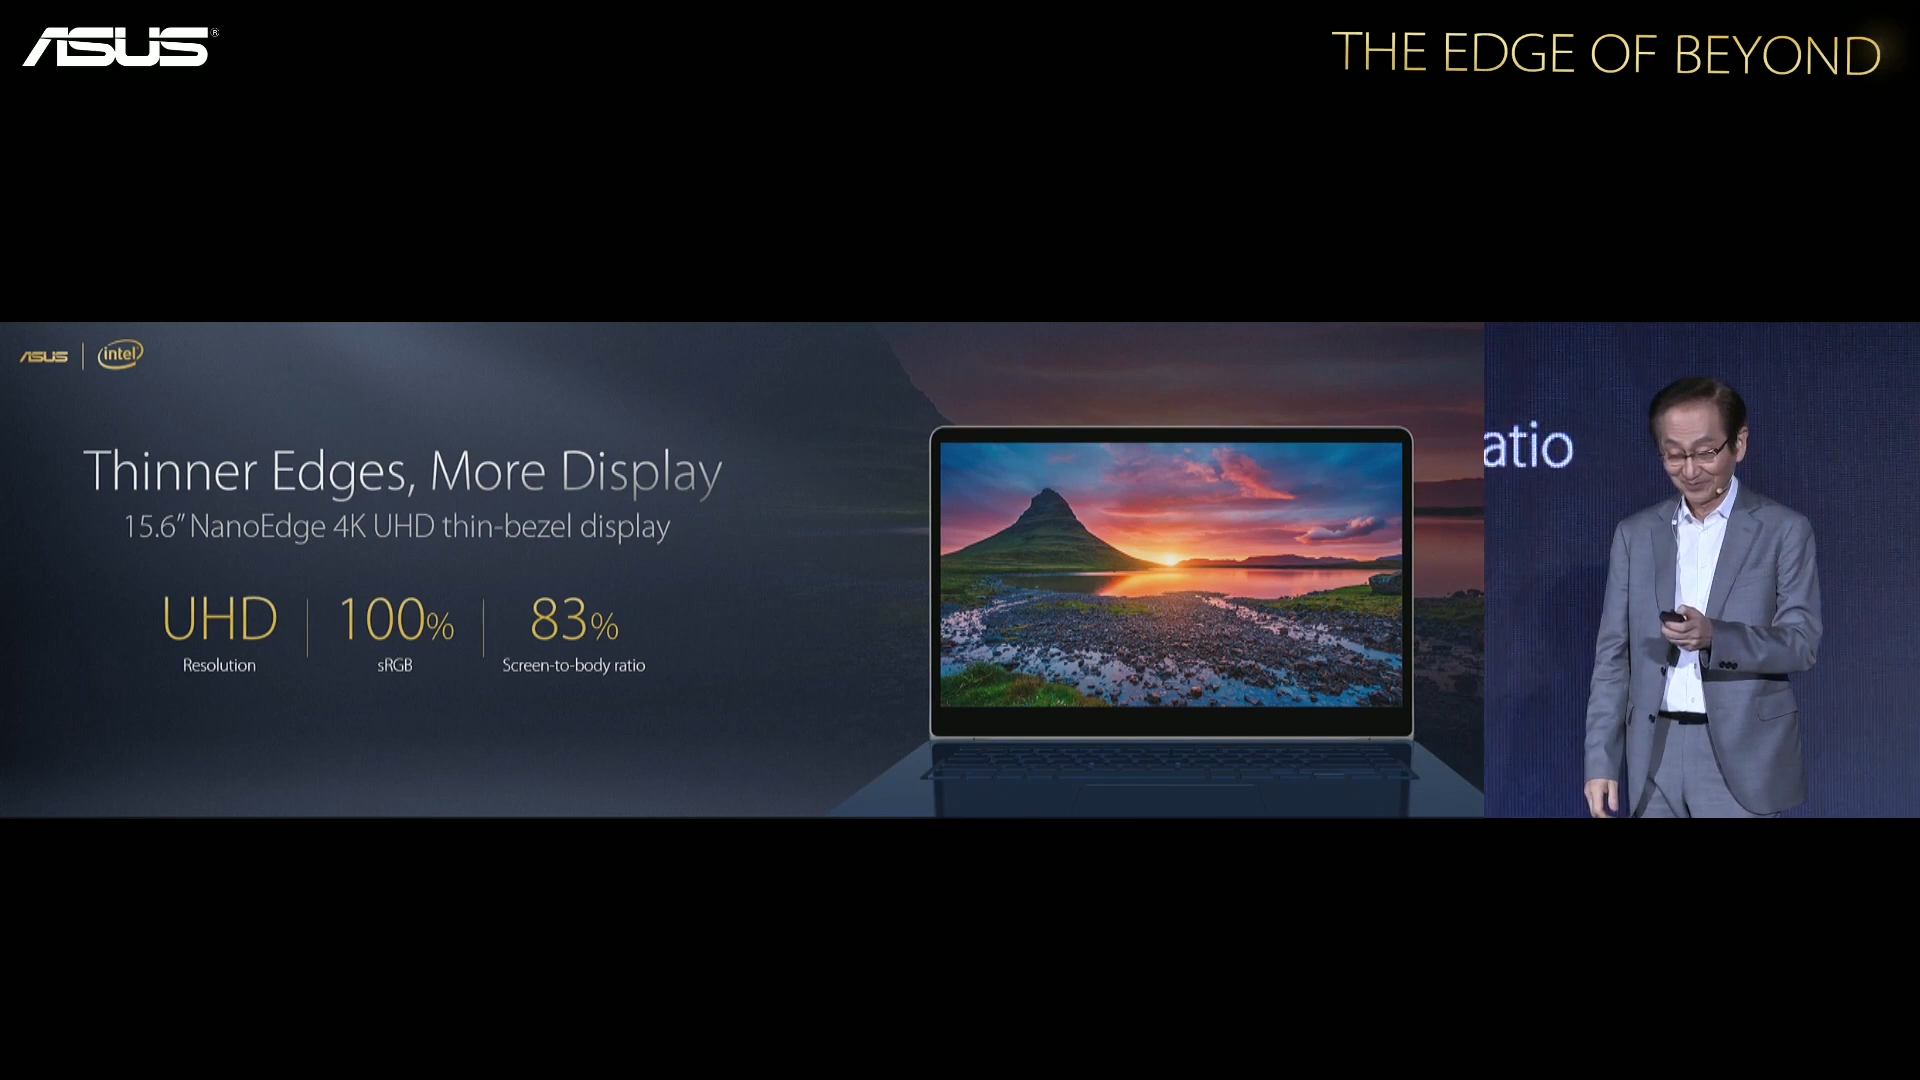 ASUS®
THE EDGE OF BEYOND
ASUS | intel
Thinner Edges, More Display
15.6" NanoEdge 4K UHD thin-bezel display
UHD
Resolution
100%
sRGB
83%
Screen-to-body ratio
atio